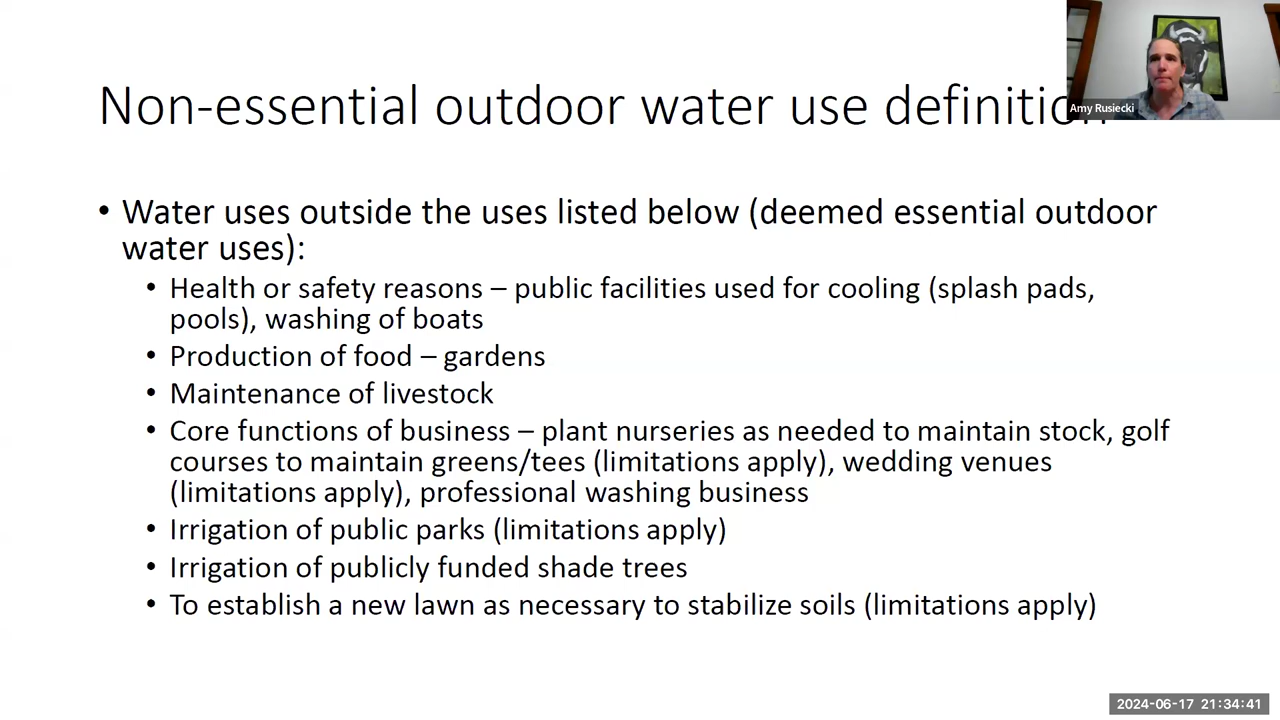 Non-essential outdoor water use definition
Amy Rusiecki
• Water uses outside the uses listed below (deemed essential outdoor
water uses):
• Health or safety reasons – public facilities used for cooling (splash pads,
pools), washing of boats
• Production of food – gardens
• Maintenance of livestock
• Core functions of business – plant nurseries as needed to maintain stock, golf
courses to maintain greens/tees (limitations apply), wedding venues
(limitations apply), professional washing business
• Irrigation of public parks (limitations apply)
• Irrigation of publicly funded shade trees
• To establish a new lawn as necessary to stabilize soils (limitations apply)
2024-06-17 21:34:41